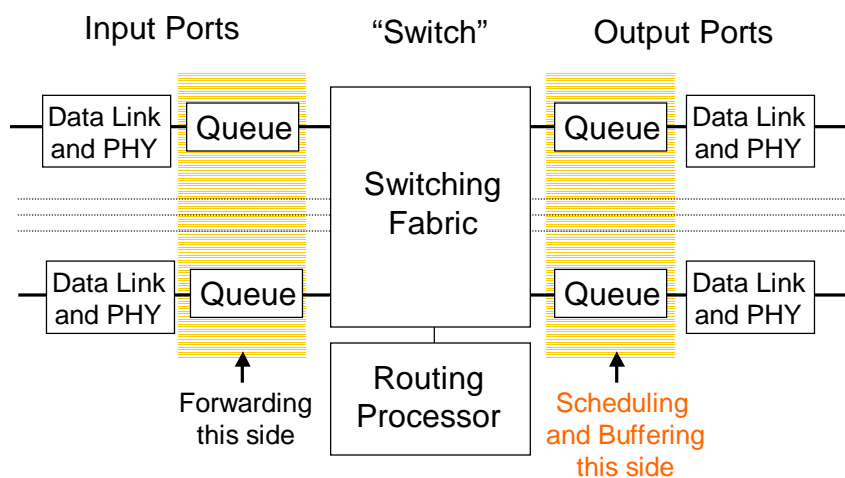 Input Ports
“Switch”
Output Ports
Data Link
and PHY
Queue
Switching
Fabric
Queue
Data Link
and PHY
Data Link
and PHY
Queue
Queue
Data Link
and PHY
Forwarding
this side
Routing
Processor
Scheduling
and Buffering
this side